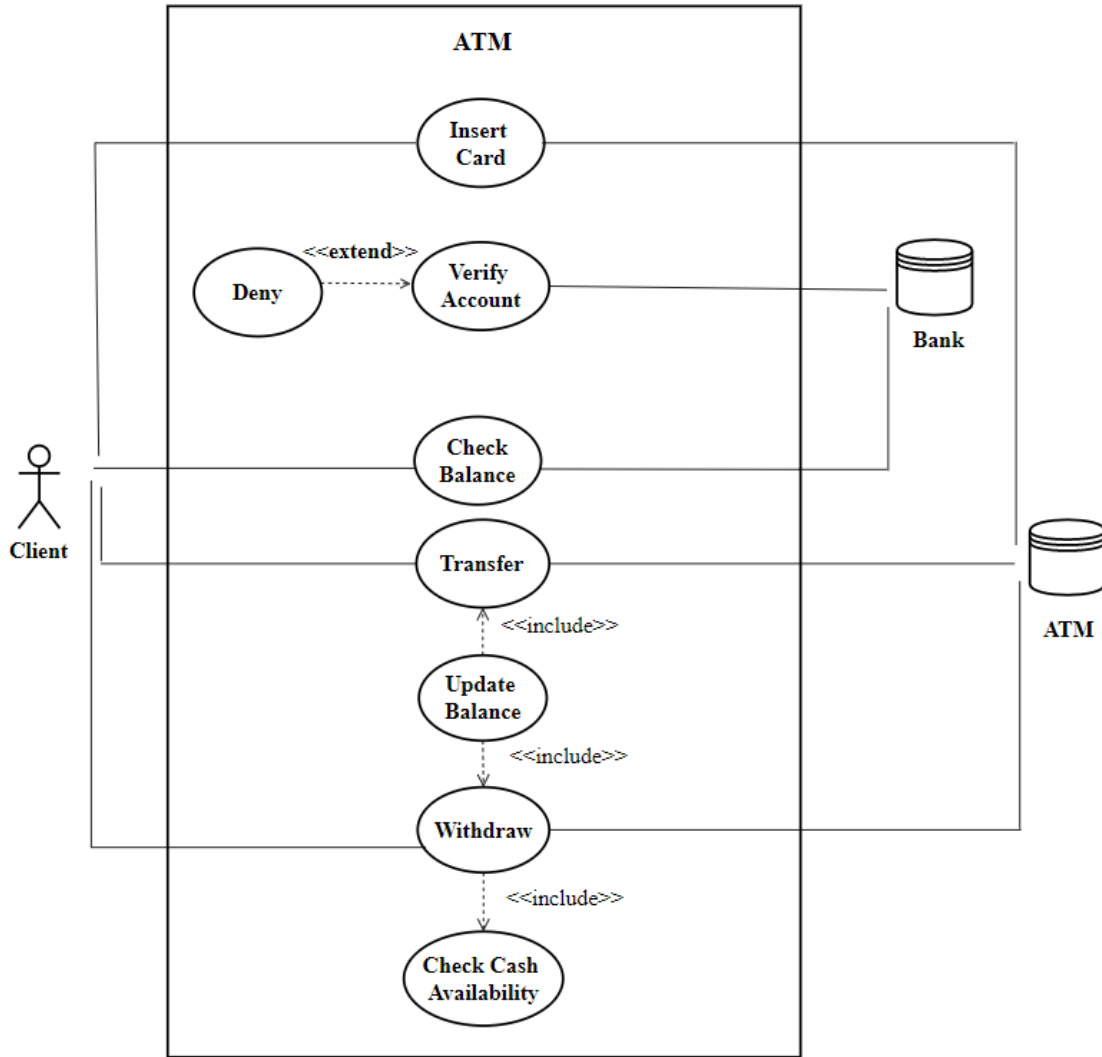 ATM
Insert
Card
<<extend>>
Deny
Verify
Account
Bank
Check
Balance
Client
Transfer
ATM
<<include>>
Update
Balance
<<include>>
Withdraw
<<include>>
Check Cash
Availability